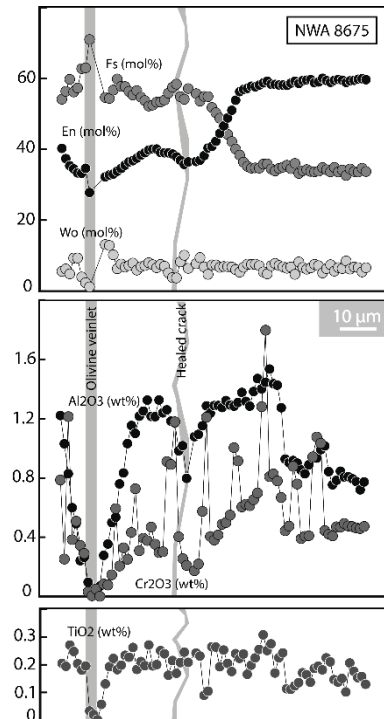 NWA 8675
Fs (mol%)
60
En (mol%)
40
20
Wo (mol%)
0
10 µm
1.6
Olivine veinlet
Healed crack
Al2O3 (wt%)
1.2
0.8
0.4
Cr2O3 (wt%)
0
TiO2 (wt%)
0.3
0.2
0.1
0